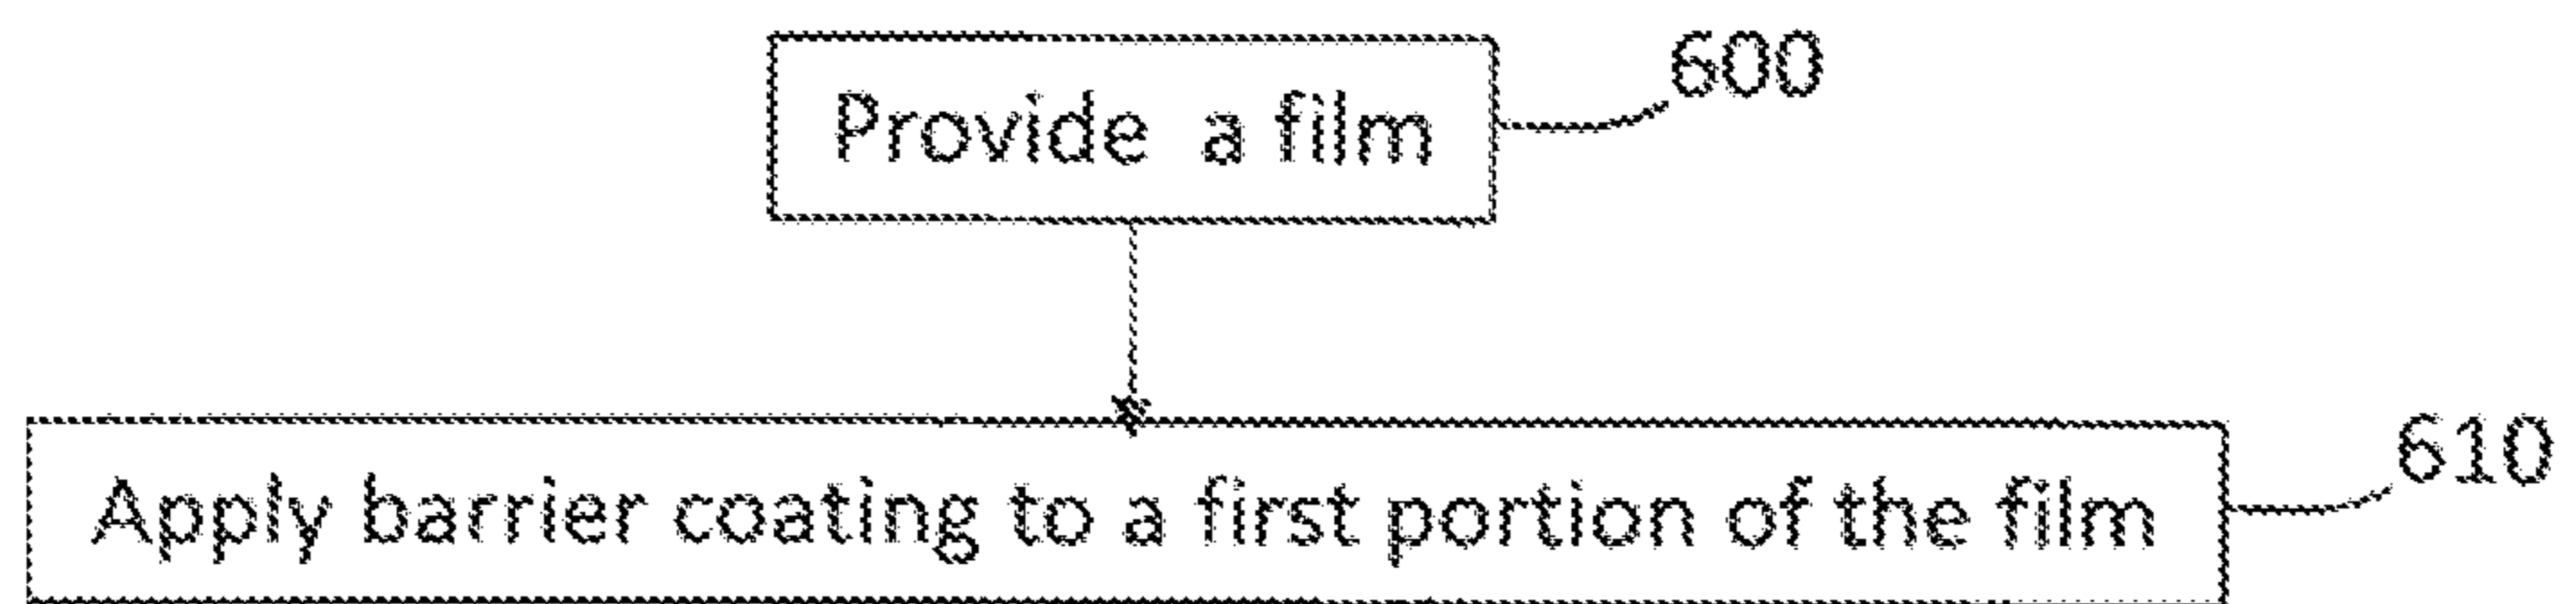 600
Provide a film
610
Apply barrier coating to a first portion of the film